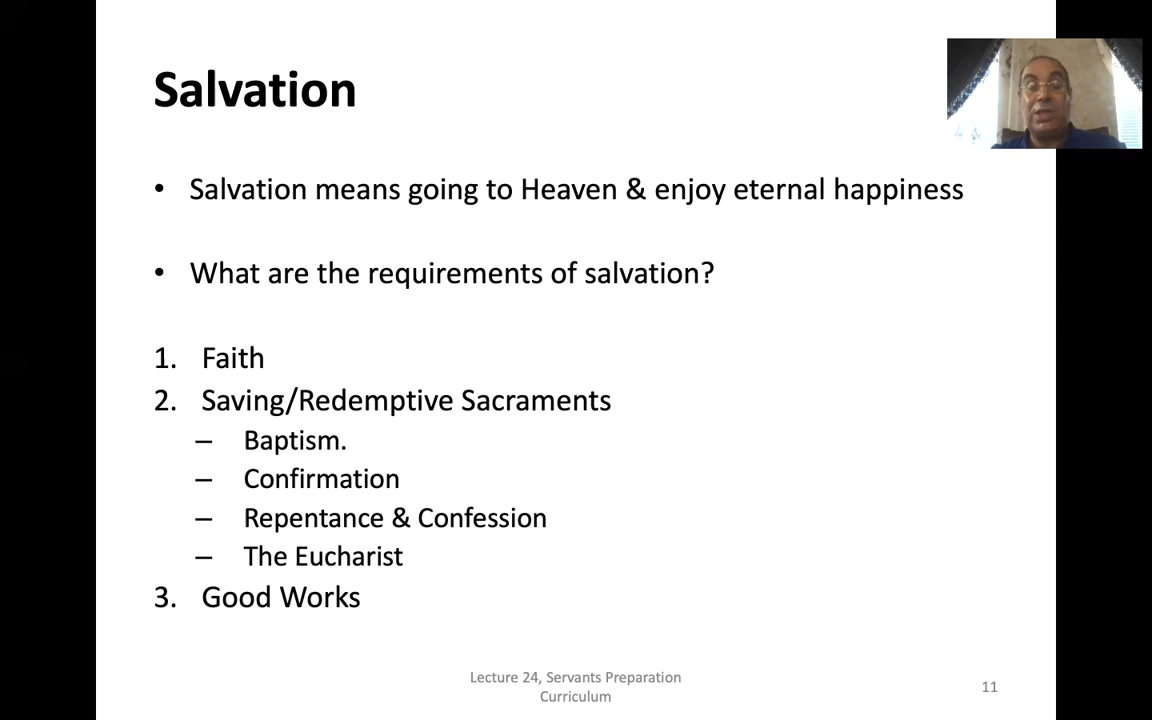 Salvation
• Salvation means going to Heaven & enjoy eternal happiness
• What are the requirements of salvation?
1. Faith
2. Saving/Redemptive Sacraments
– Baptism.
– Confirmation
– Repentance & Confession
– The Eucharist
3. Good Works
Lecture 24, Servants Preparation
Curriculum
11